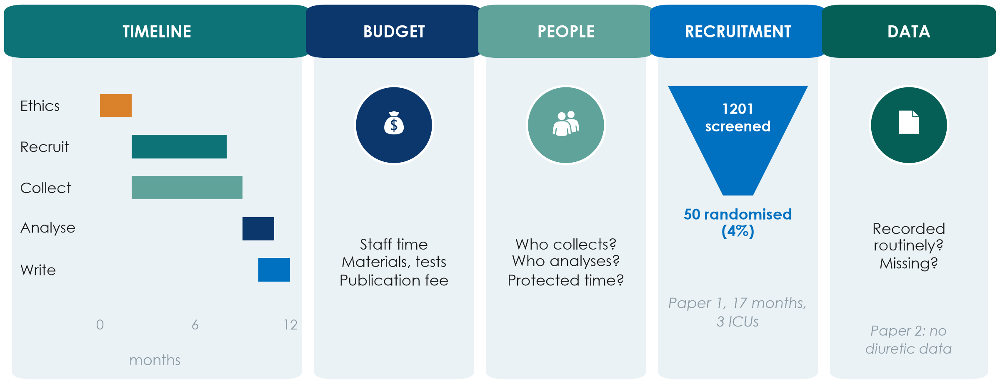 TIMELINE
Ethics
Recruit
Collect
Analyse
Write
0 6 12
months
BUDGET
$
Staff time
Materials, tests
Publication fee
PEOPLE
Who collects?
Who analyses?
Protected time?
RECRUITMENT
1201
screened
50 randomised
(4%)
Paper 1, 17 months,
3 ICUs
DATA
Recorded
routinely?
Missing?
Paper 2: no
diuretic data